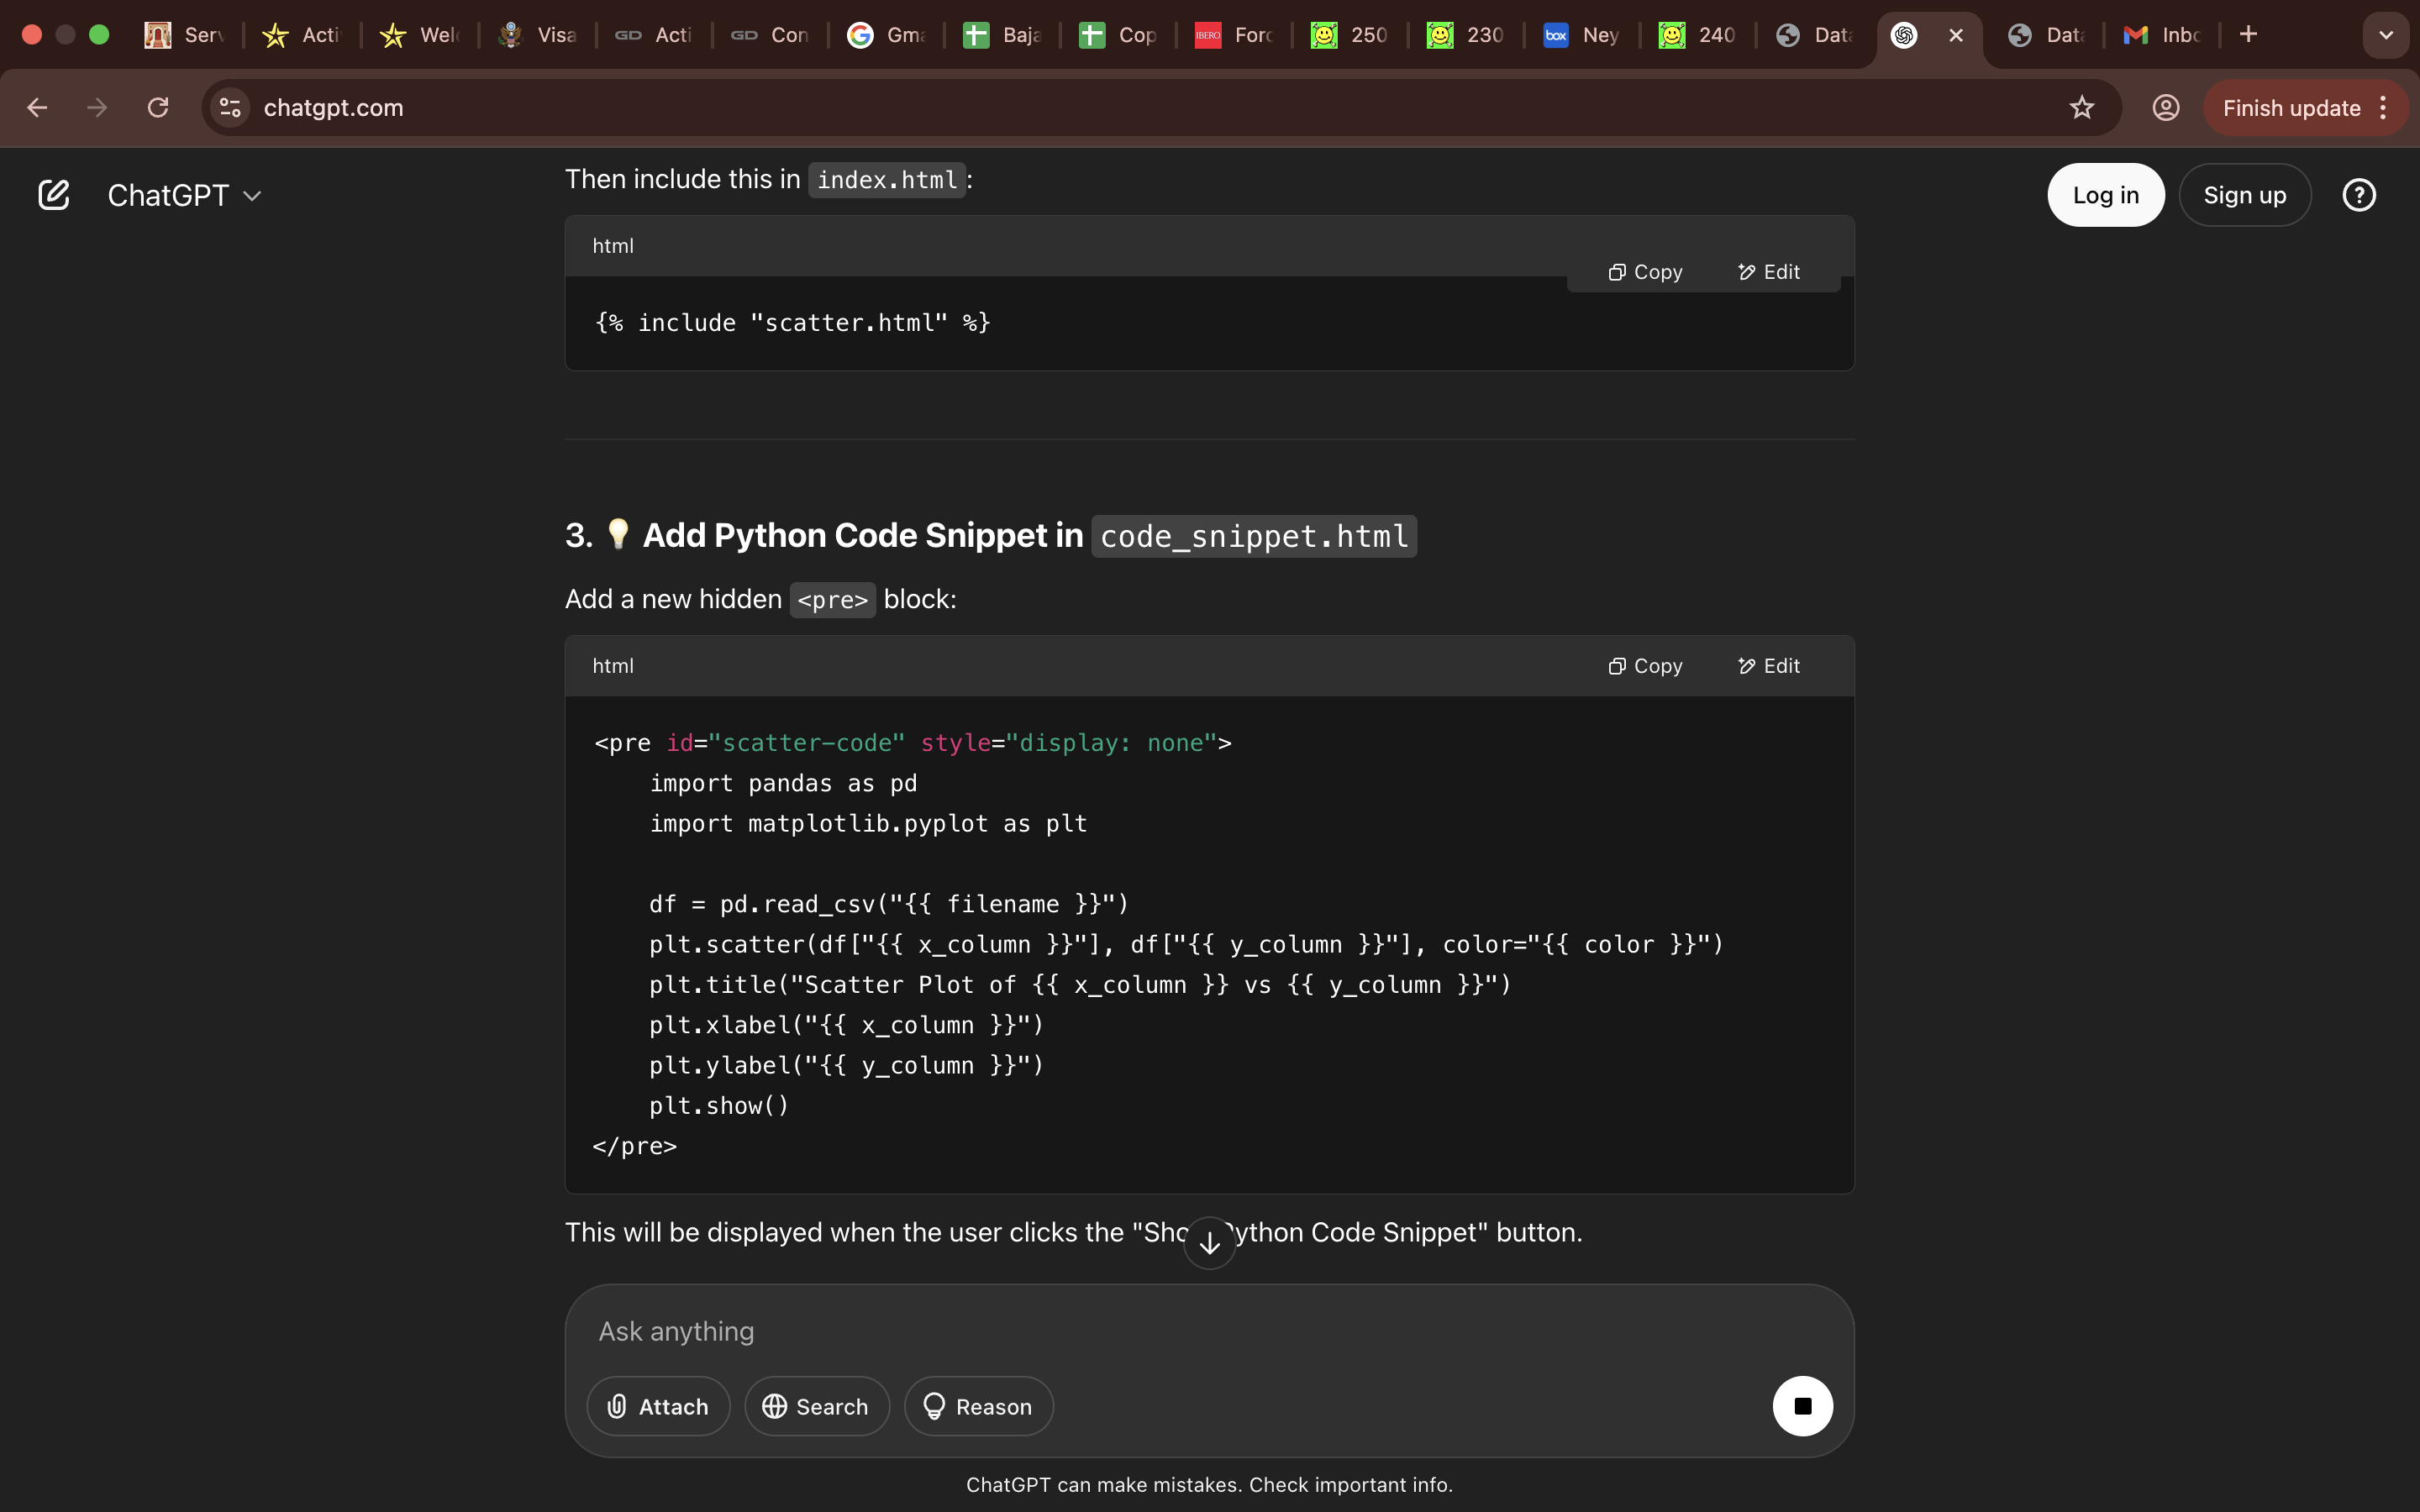 Serv
Acti
Welc
Visa
GD Acti
GD Con
Gma
Baja
Cop
IBERO Forc
250
230
box Ney
240
Data
Data
Inbo
chatgpt.com
Finish update
ChatGPT
Log in
Sign up
Then include this in index.html:
html
Copy
Edit
{% include "scatter.html" %}
3. 💡 Add Python Code Snippet in code_snippet.html
Add a new hidden <pre> block:
html
Copy
Edit
<pre id="scatter-code" style="display: none">
    import pandas as pd
    import matplotlib.pyplot as plt
    df = pd.read_csv("{{ filename }}")
    plt.scatter(df["{{ x_column }}"], df["{{ y_column }}"], color="{{ color }}")
    plt.title("Scatter Plot of {{ x_column }} vs {{ y_column }}")
    plt.xlabel("{{ x_column }}")
    plt.ylabel("{{ y_column }}")
    plt.show()
</pre>
This will be displayed when the user clicks the "Show Python Code Snippet" button.
Ask anything
Attach
Search
Reason
ChatGPT can make mistakes. Check important info.